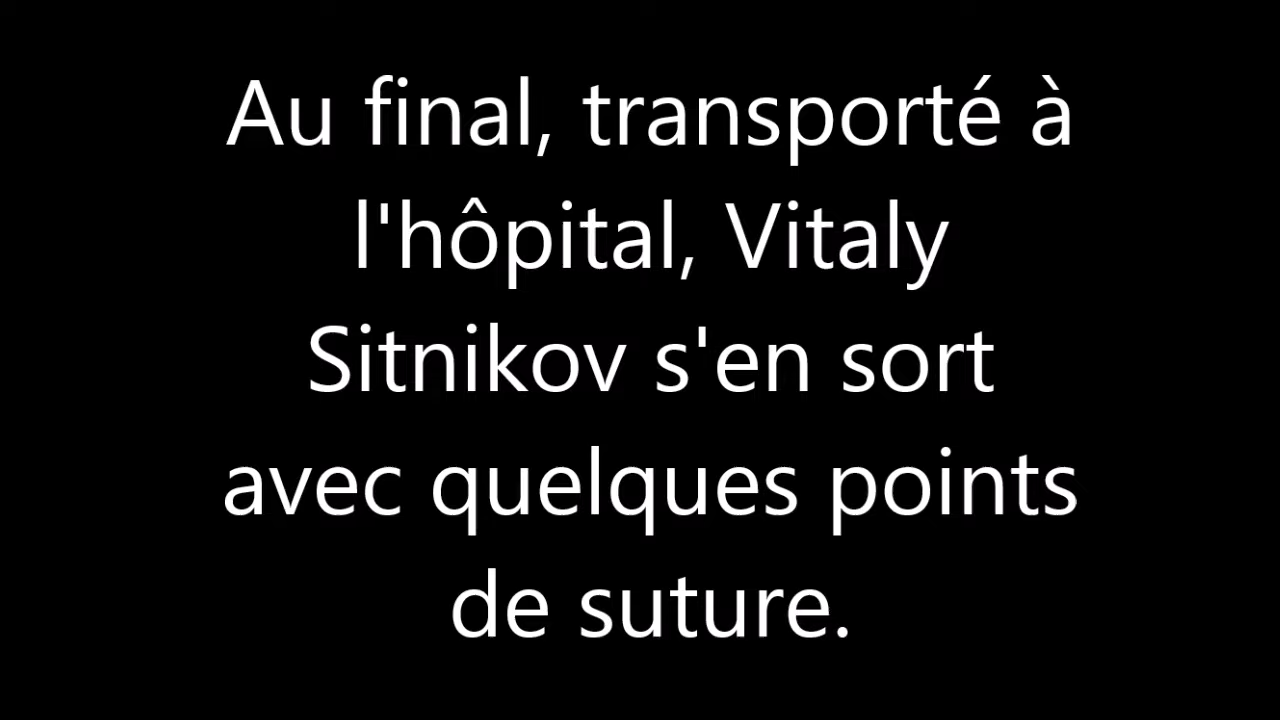 Au final, transporté à
l'hôpital, Vitaly
Sitnikov s'en sort
avec quelques points
de suture.